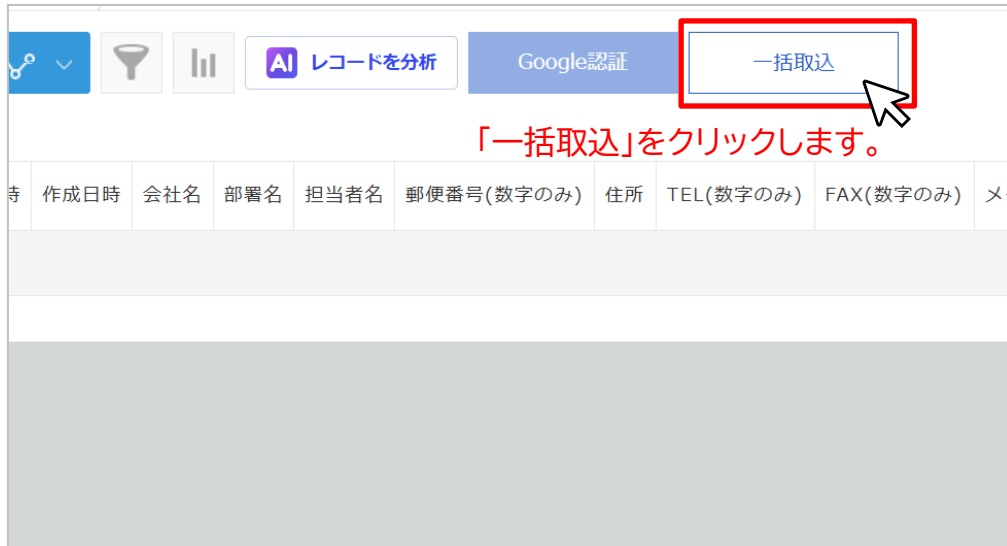 AI レコードを分析 Google認証 一括取込
「一括取込」をクリックします。
作成日時 会社名 部署名 担当者名 郵便番号(数字のみ) 住所 TEL(数字のみ) FAX(数字のみ)